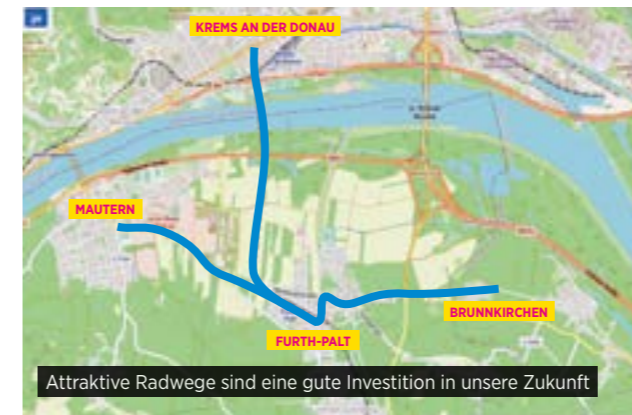 KREMS AN DER DONAU
MAUTERN
BRUNNKIRCHEN
FURTH-PALT
Attraktive Radwege sind eine gute Investition in unsere Zukunft